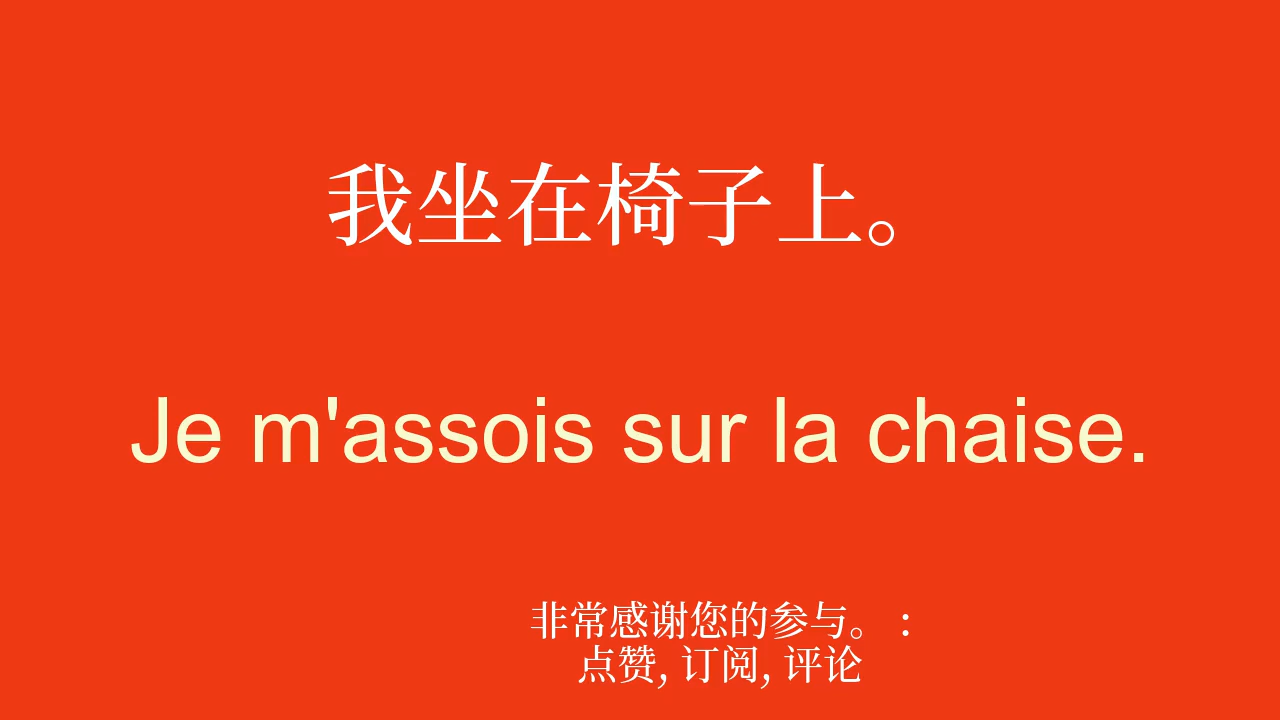 我坐在椅子上。
Je m'assois sur la chaise.
非常感谢您的参与。 :
点赞, 订阅, 评论